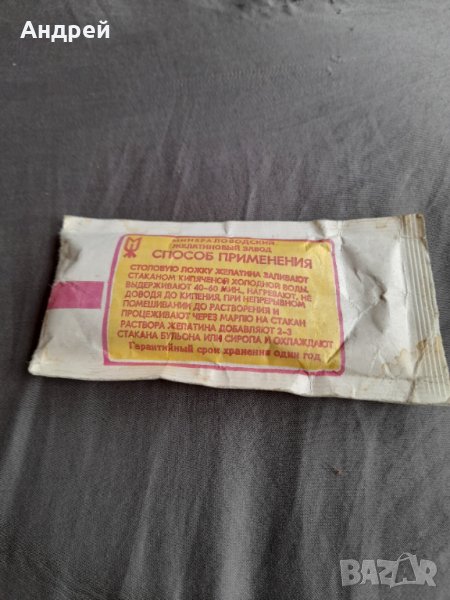 Андрей
МИНЕРАЛОВОДСКИЙ
ЖЕЛАТИНОВЫЙ ЗАВОД
СПОСОБ ПРИМЕНЕНИЯ
СТОЛОВУЮ ЛОЖКУ ЖЕЛАТИНА ЗАЛИВАЮТ
СТАКАНОМ КИПЯЧЕНОЙ ХОЛОДНОЙ ВОДЫ,
ВЫДЕРЖИВАЮТ 40–60 МИН., НАГРЕВАЮТ, НЕ
ДОВОДЯ ДО КИПЕНИЯ, ПРИ НЕПРЕРЫВНОМ
ПОМЕШИВАНИИ ДО РАСТВОРЕНИЯ И
ПРОЦЕЖИВАЮТ ЧЕРЕЗ МАРЛЮ НА СТАКАН
РАСТВОРА ЖЕЛАТИНА ДОБАВЛЯЮТ 2–3
СТАКАНА БУЛЬОНА ИЛИ СИРОПА И ОХЛАЖДАЮТ
Гарантийный срок хранения один год
BAZAR
bg